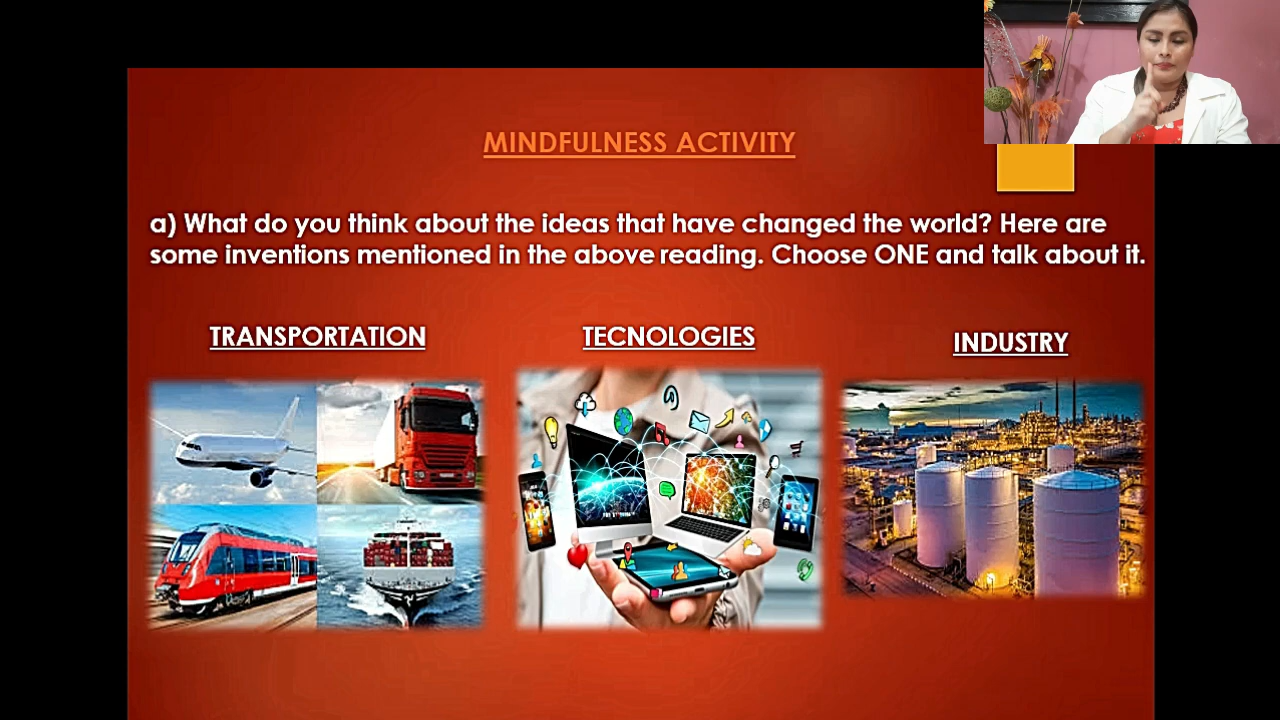 MINDFULNESS ACTIVITY
a) What do you think about the ideas that have changed the world? Here are
some inventions mentioned in the above reading. Choose ONE and talk about it.
TRANSPORTATION
TECNOLOGIES
INDUSTRY